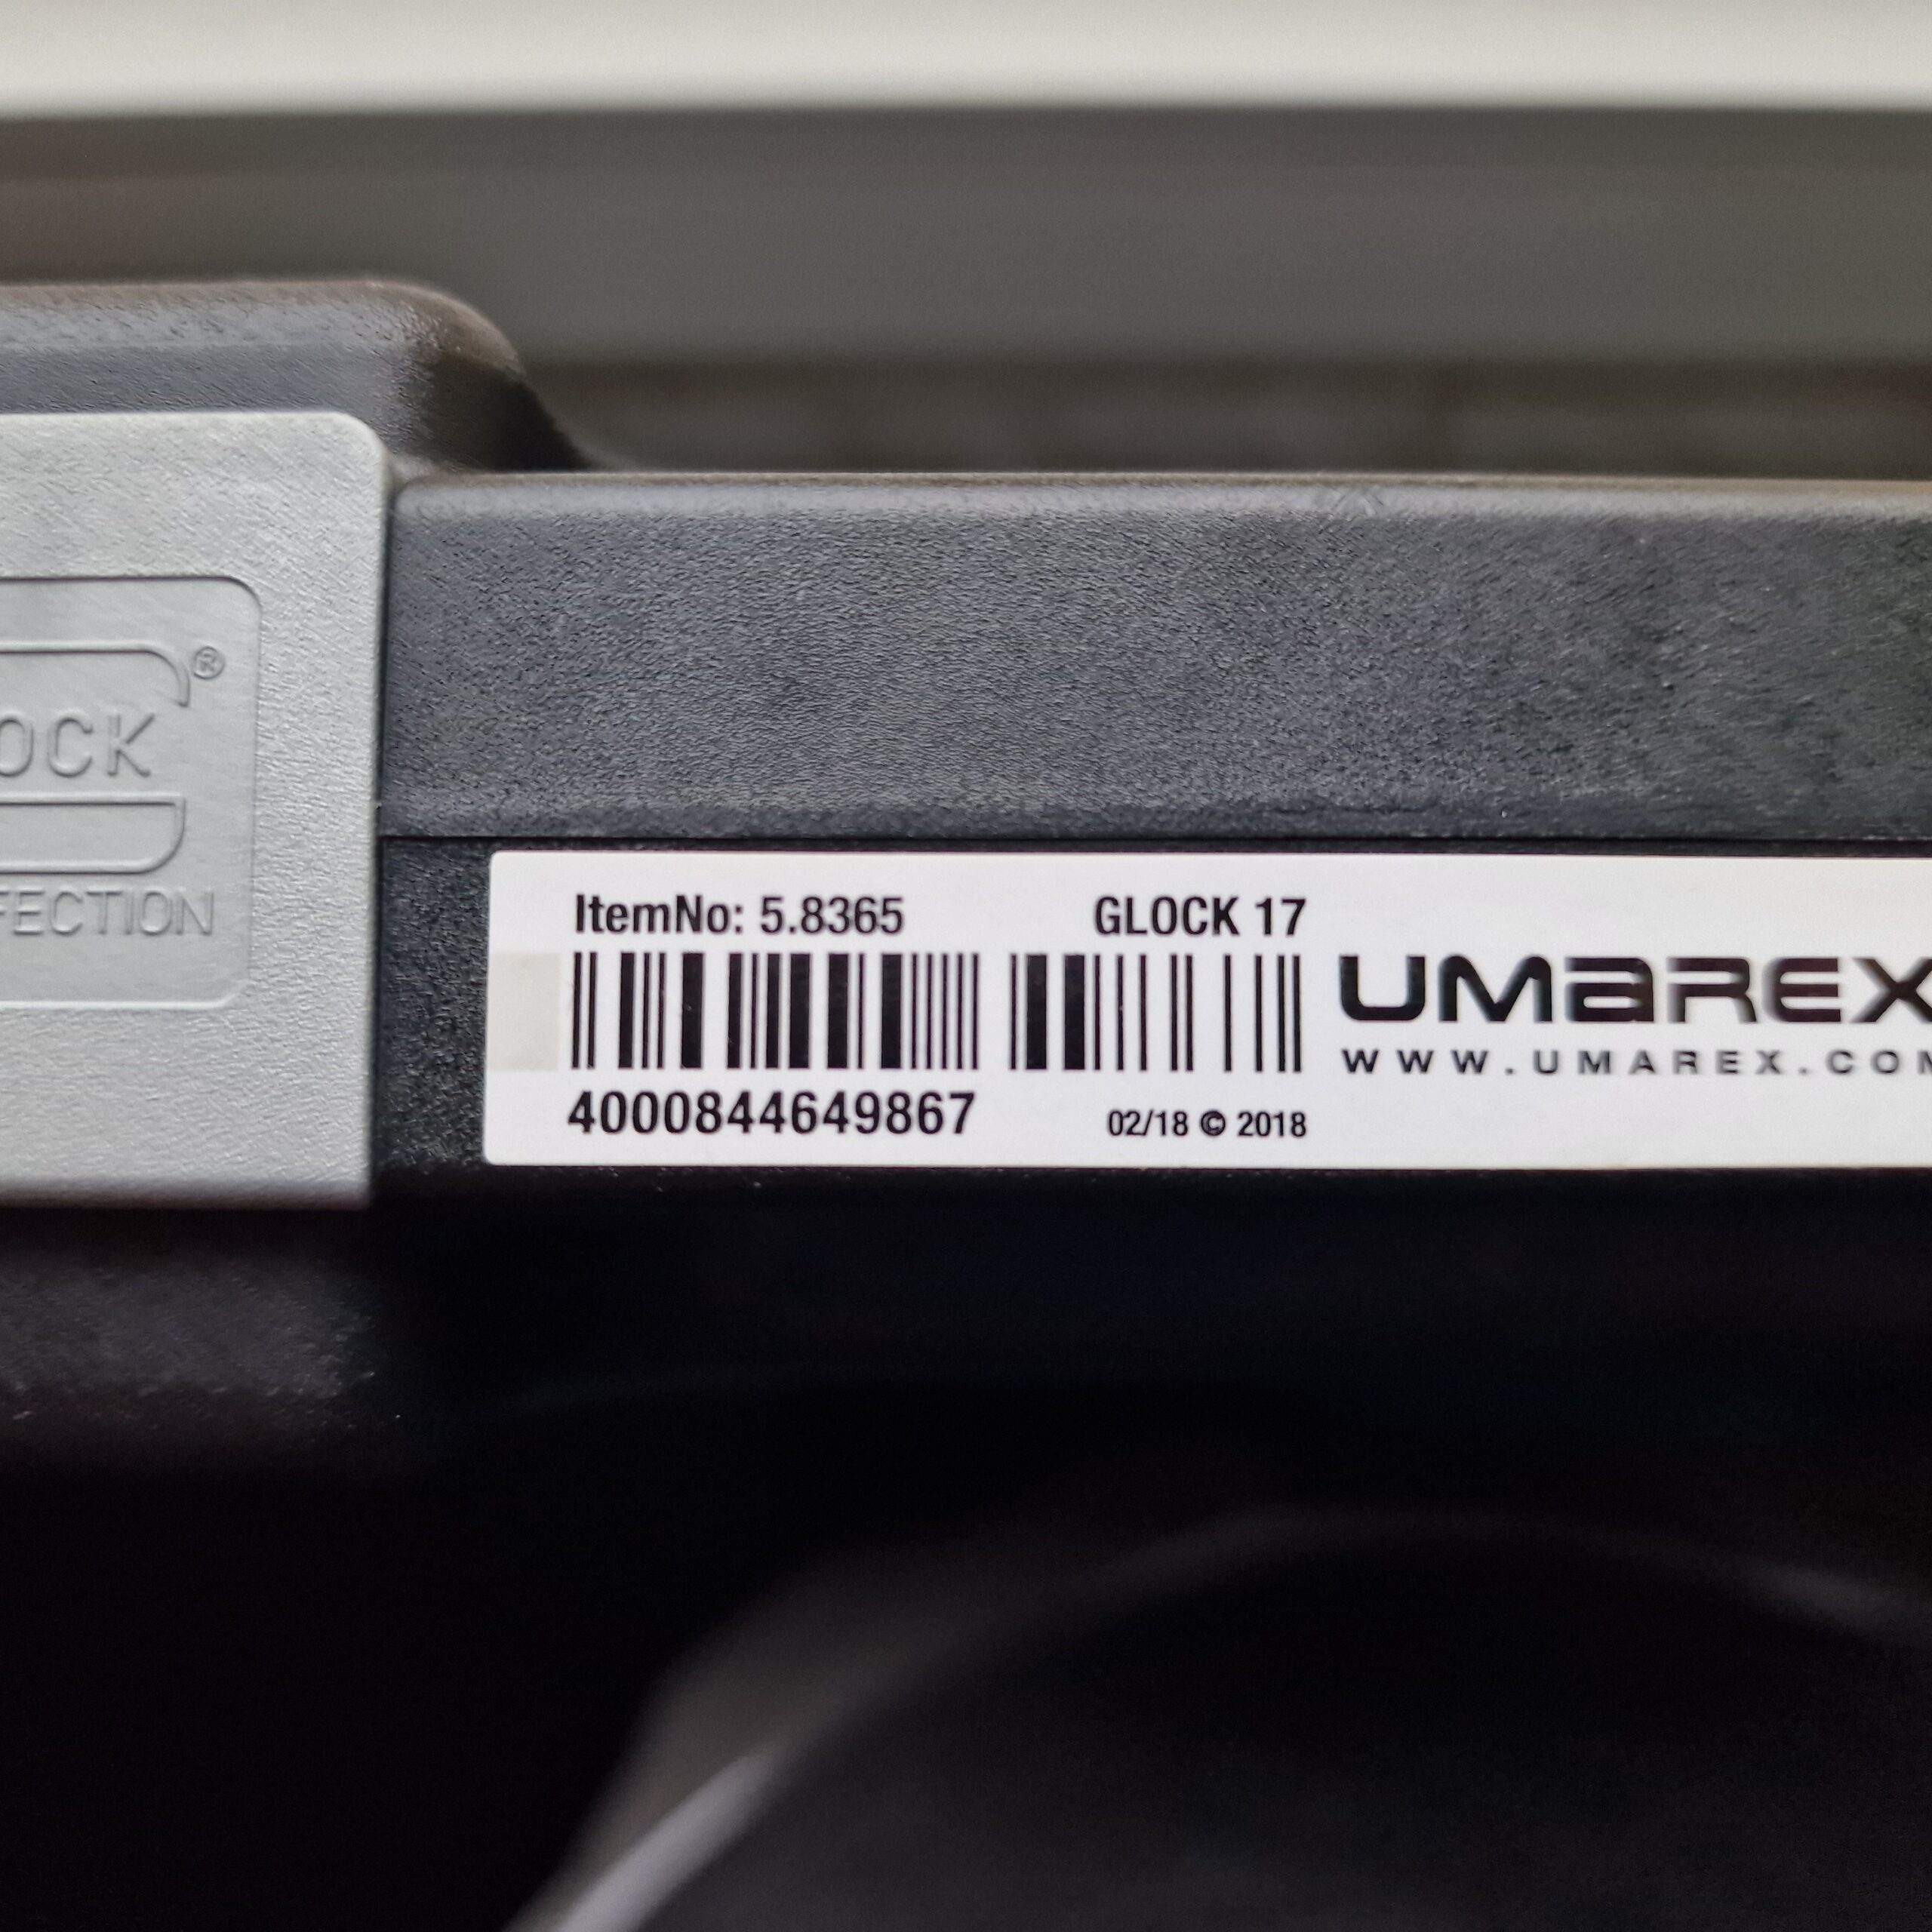 OCK®
FECTION
ItemNo: 5.8365 GLOCK 17
UMAREX
WWW.UMAREX.COM
4000844649867 02/18 © 2018